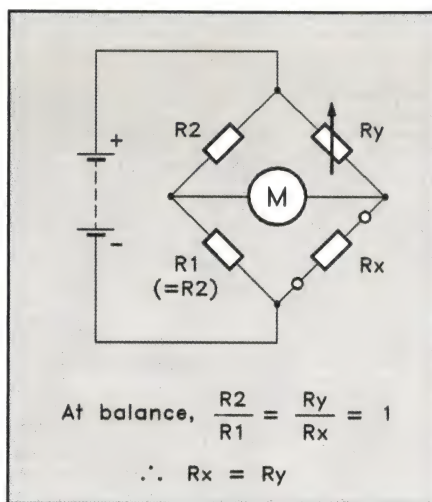 +
R2
Ry
M
-
R1
(=R2)
Rx
At balance, R2/R1 = Ry/Rx = 1
∴ Rx = Ry